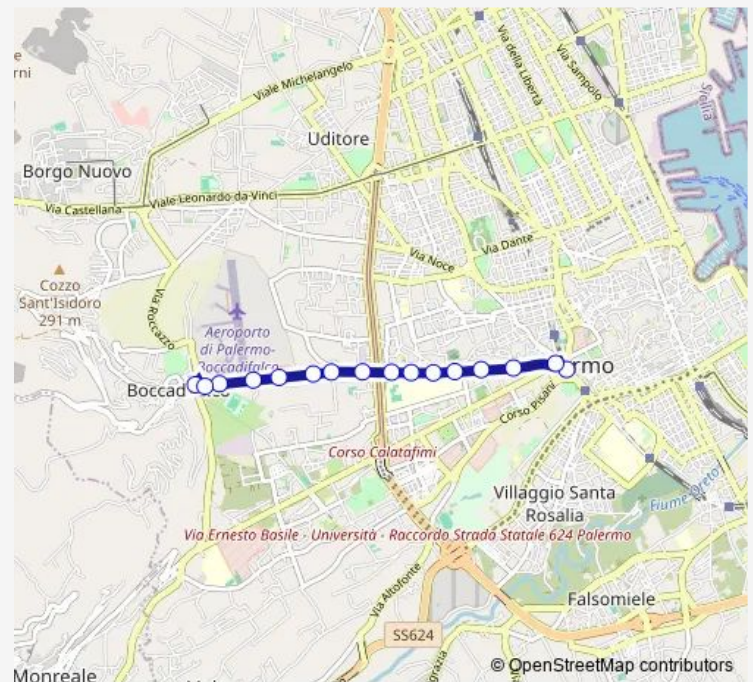 Viale Michelangelo
Via della Libertà
Via Sampolo
Sicilia
Uditore
Borgo Nuovo
Via Castellana
Viale Leonardo da Vinci
Via Dante
Via Noce
Cozzo
Sant'Isidoro
291 m
Via Roccazzo
Aeroporto
di Palermo-
Boccadifalco
Corso Pisani
Corso Calatafimi
Villaggio Santa
Rosalia
Fiume Oreto
Via Ernesto Basile - Università - Raccordo Strada Statale 624 Palermo
Via Altofonte
Falsomiele
SS624
Monreale
© OpenStreetMap contributors